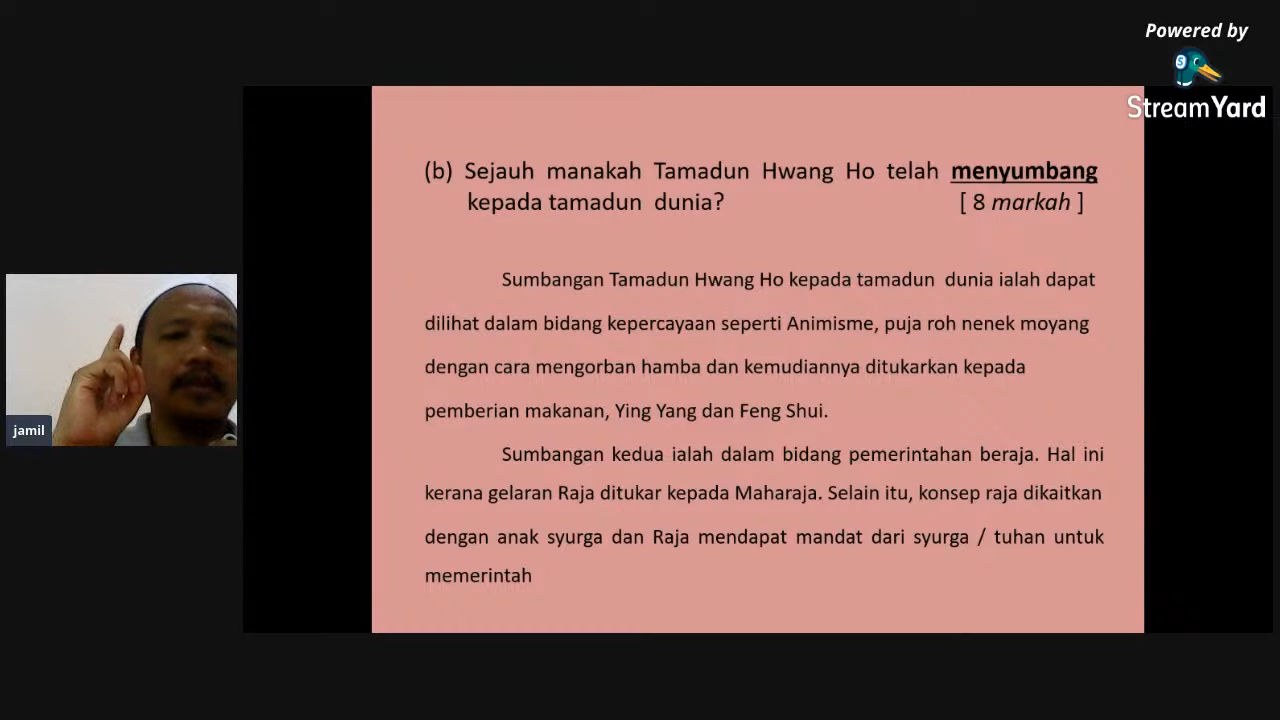 Powered by
StreamYard
(b) Sejauh manakah Tamadun Hwang Ho telah menyumbang
kepada tamadun dunia? [ 8 markah ]
Sumbangan Tamadun Hwang Ho kepada tamadun dunia ialah dapat
dilihat dalam bidang kepercayaan seperti Animisme, puja roh nenek moyang
dengan cara mengorban hamba dan kemudiannya ditukarkan kepada
pemberian makanan, Ying Yang dan Feng Shui.
Sumbangan kedua ialah dalam bidang pemerintahan beraja. Hal ini
kerana gelaran Raja ditukar kepada Maharaja. Selain itu, konsep raja dikaitkan
dengan anak syurga dan Raja mendapat mandat dari syurga / tuhan untuk
memerintah
jamil